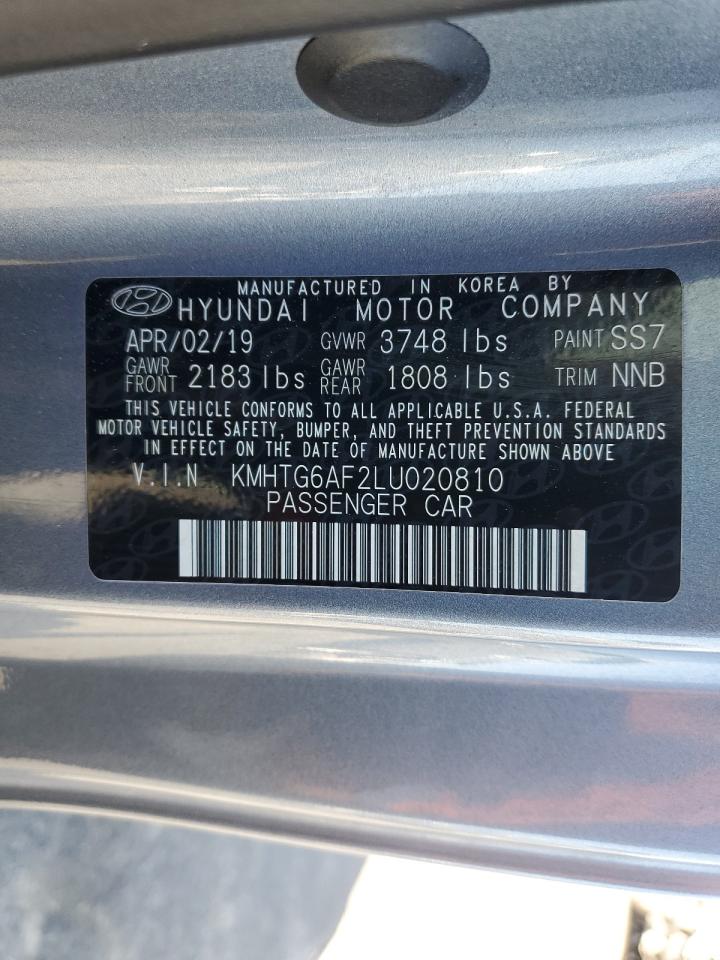 MANUFACTURED IN KOREA BY
HYUNDAI MOTOR COMPANY
APR/02/19 GVWR 3748 lbs PAINT SS7
GAWR FRONT 2183 lbs GAWR REAR 1808 lbs TRIM NNB
THIS VEHICLE CONFORMS TO ALL APPLICABLE U.S.A. FEDERAL
MOTOR VEHICLE SAFETY, BUMPER, AND THEFT PREVENTION STANDARDS
IN EFFECT ON THE DATE OF MANUFACTURE SHOWN ABOVE
V.I.N KMHTG6AF2LU020810
PASSENGER CAR